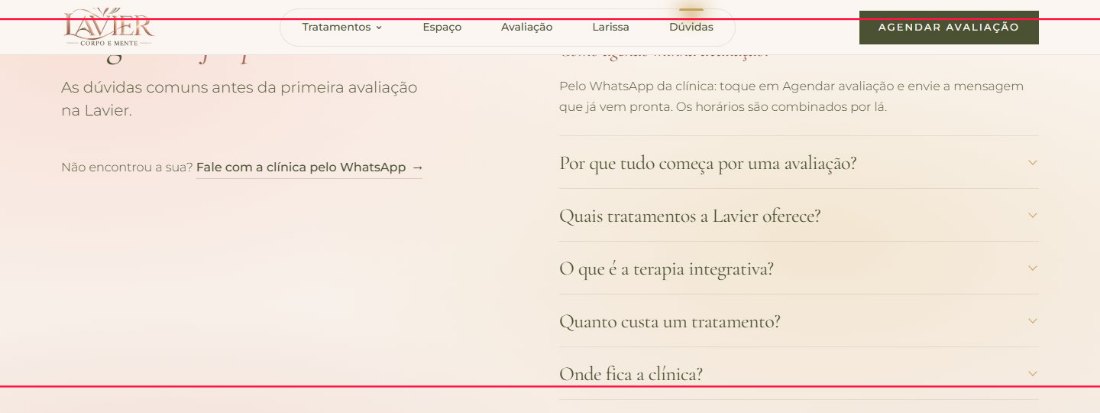 LAVIER
CORPO E MENTE
Tratamentos
Espaço
Avaliação
Larissa
Dúvidas
AGENDAR AVALIAÇÃO
As dúvidas comuns antes da primeira avaliação
na Lavier.
Não encontrou a sua? Fale com a clínica pelo WhatsApp →
Pelo WhatsApp da clínica: toque em Agendar avaliação e envie a mensagem
que já vem pronta. Os horários são combinados por lá.
Por que tudo começa por uma avaliação?
Quais tratamentos a Lavier oferece?
O que é a terapia integrativa?
Quanto custa um tratamento?
Onde fica a clínica?